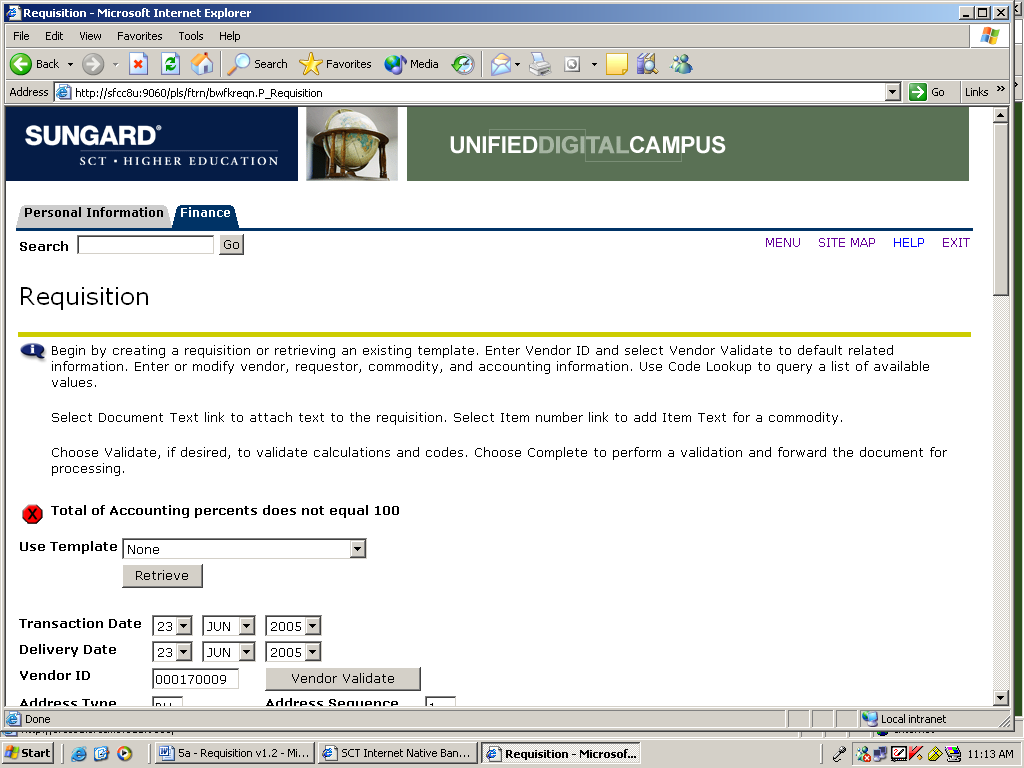 Requisition - Microsoft Internet Explorer
File Edit View Favorites Tools Help
Back Search Favorites Media
Address http://sfcc8u:9060/pls/ftrn/bwfkreqn.P_Requisition Go Links »
SUNGARD®
SCT • HIGHER EDUCATION
UNIFIEDDIGITALCAMPUS
Personal Information Finance
Search Go MENU SITE MAP HELP EXIT
Requisition
Begin by creating a requisition or retrieving an existing template. Enter Vendor ID and select Vendor Validate to default related
information. Enter or modify vendor, requestor, commodity, and accounting information. Use Code Lookup to query a list of available
values.
Select Document Text link to attach text to the requisition. Select Item number link to add Item Text for a commodity.
Choose Validate, if desired, to validate calculations and codes. Choose Complete to perform a validation and forward the document for
processing.
X Total of Accounting percents does not equal 100
Use Template None
Retrieve
Transaction Date 23 JUN 2005
Delivery Date 23 JUN 2005
Vendor ID 000170009 Vendor Validate
Address Type Address Sequence
Done Local intranet
Start 5a - Requisition v1.2 - Mi... SCT Internet Native Ban... Requisition - Microsof... 11:13 AM